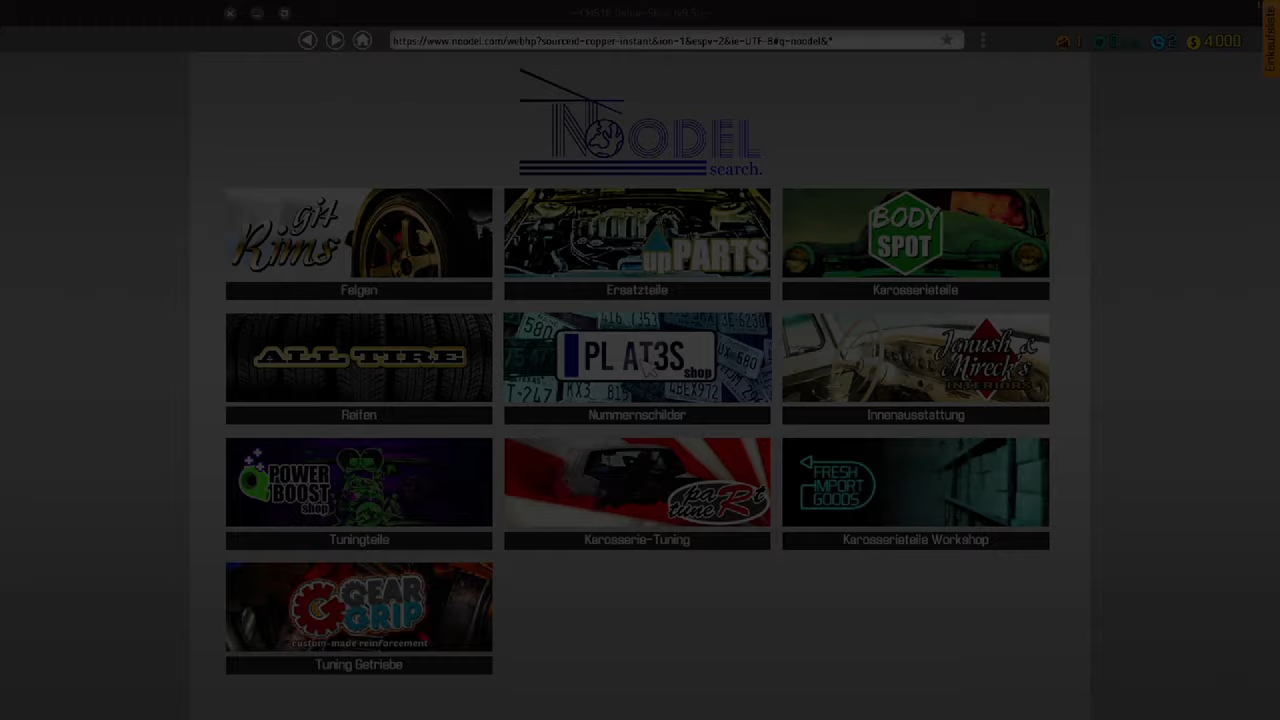 https://www.noodel.com/webhp?sourceid-copper-instant&ion-1&espv-2&ie-UTF-8#q-noodel&*
4.000
Einkaufsliste
NOODEL
search.
git Rims
upPARTS
BODY SPOT
Felgen
Ersatzteile
Karosserieteile
ALL TIRE
PL AT3S
shop
Janush & Mireck's
INTERIORS
Reifen
Nummernschilder
Innenausstattung
POWER BOOST
shop
paRt tune
FRESH IMPORT GOODS
Tuningteile
Karosserie-Tuning
Karosserieteile Workshop
GEAR GRIP
custom-made reinforcement
Tuning Getriebe